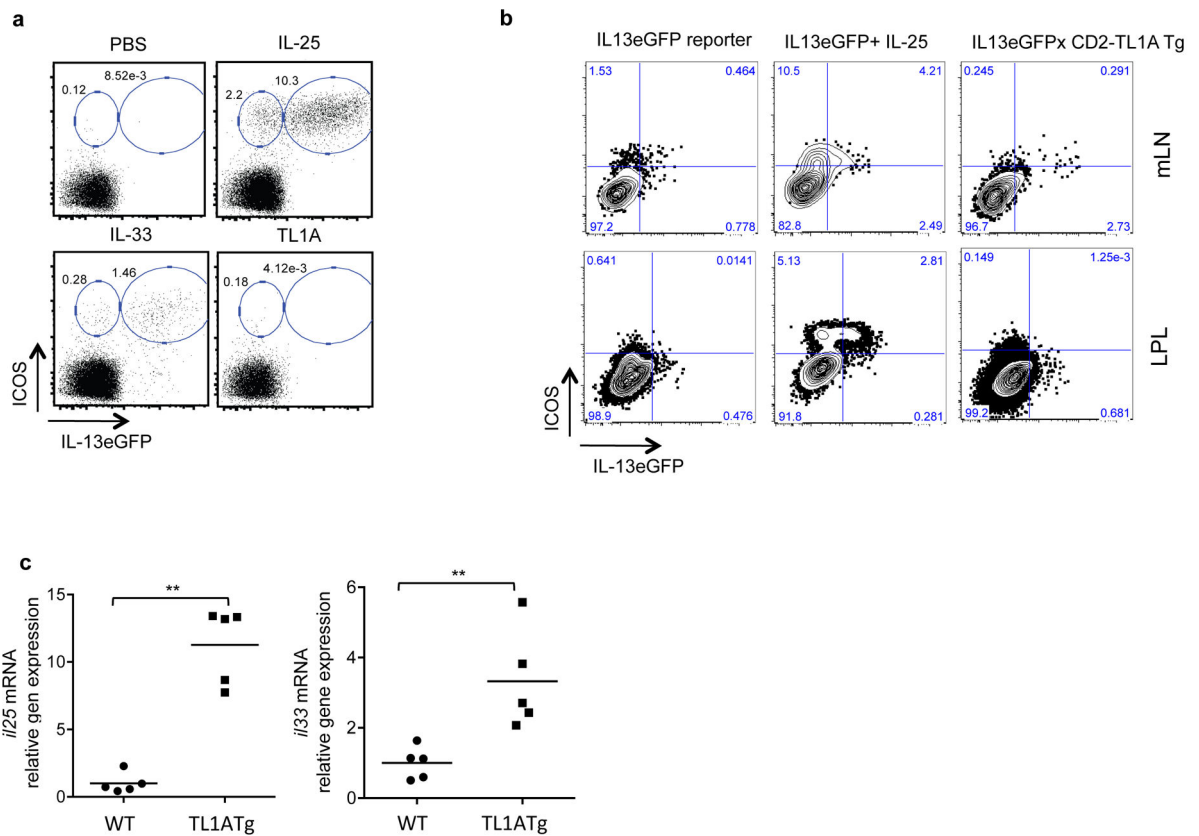 a
PBS
IL-25
0.12
8.52e-3
2.2
10.3
IL-33
TL1A
0.28
1.46
0.18
4.12e-3
ICOS
IL-13eGFP
b
IL13eGFP reporter
IL13eGFP+ IL-25
IL13eGFPx CD2-TL1A Tg
1.53
0.464
97.2
0.778
10.5
4.21
82.8
2.49
0.245
0.291
96.7
2.73
mLN
0.641
0.0141
98.9
0.476
5.13
2.81
91.8
0.281
0.149
1.25e-3
99.2
0.681
LPL
ICOS
IL-13eGFP
c
il25 mRNA
relative gen expression
15
10
5
0
**
WT
TL1ATg
il33 mRNA
relative gene expression
6
4
2
0
**
WT
TL1ATg